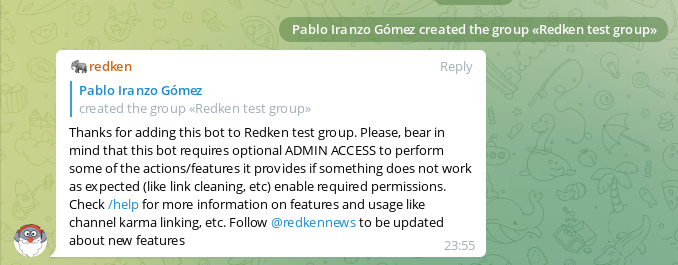 Pablo Iranzo Gómez created the group «Redken test group»
🐘redken Reply
Pablo Iranzo Gómez
created the group «Redken test group»
Thanks for adding this bot to Redken test group. Please, bear in
mind that this bot requires optional ADMIN ACCESS to perform
some of the actions/features it provides if something does not work
as expected (like link cleaning, etc) enable required permissions.
Check /help for more information on features and usage like
channel karma linking, etc. Follow @redkennews to be updated
about new features
23:55